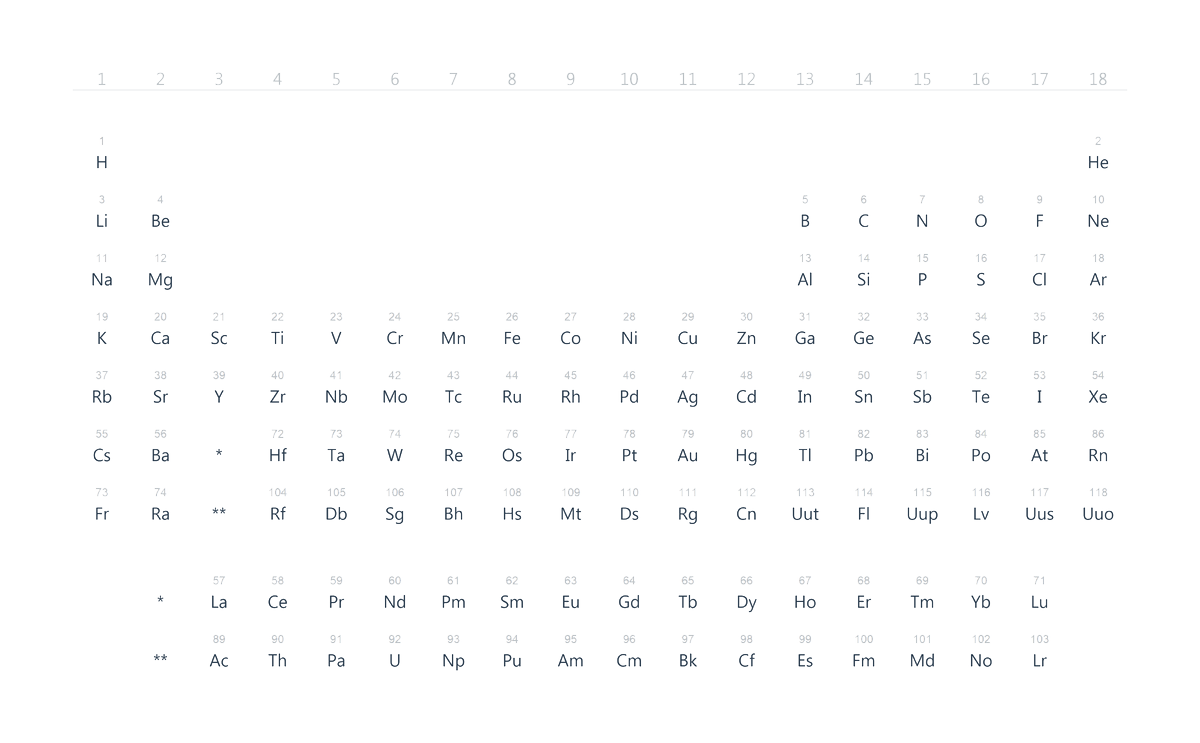 1 2 3 4 5 6 7 8 9 10 11 12 13 14 15 16 17 18
1 2
H He
3 4 5 6 7 8 9 10
Li Be B C N O F Ne
11 12 13 14 15 16 17 18
Na Mg Al Si P S Cl Ar
19 20 21 22 23 24 25 26 27 28 29 30 31 32 33 34 35 36
K Ca Sc Ti V Cr Mn Fe Co Ni Cu Zn Ga Ge As Se Br Kr
37 38 39 40 41 42 43 44 45 46 47 48 49 50 51 52 53 54
Rb Sr Y Zr Nb Mo Tc Ru Rh Pd Ag Cd In Sn Sb Te I Xe
55 56 72 73 74 75 76 77 78 79 80 81 82 83 84 85 86
Cs Ba * Hf Ta W Re Os Ir Pt Au Hg Tl Pb Bi Po At Rn
73 74 104 105 106 107 108 109 110 111 112 113 114 115 116 117 118
Fr Ra ** Rf Db Sg Bh Hs Mt Ds Rg Cn Uut Fl Uup Lv Uus Uuo
57 58 59 60 61 62 63 64 65 66 67 68 69 70 71
* La Ce Pr Nd Pm Sm Eu Gd Tb Dy Ho Er Tm Yb Lu
89 90 91 92 93 94 95 96 97 98 99 100 101 102 103
** Ac Th Pa U Np Pu Am Cm Bk Cf Es Fm Md No Lr